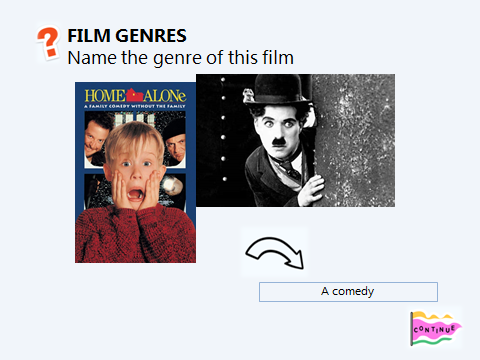 FILM GENRES
Name the genre of this film
HOME ALONe
A FAMILY COMEDY WITHOUT THE FAMILY
A comedy
CONTINUE